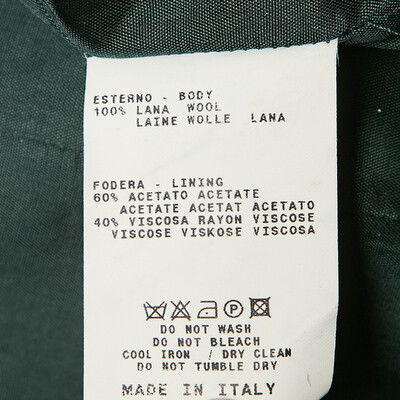 ESTERNO - BODY
100% LANA WOOL
LAINE WOLLE LANA
FODERA - LINING
60% ACETATO ACETATE
ACETATE ACETAT ACETATO
40% VISCOSA RAYON VISCOSE
VISCOSE VISKOSE VISCOSA
P
DO NOT WASH
DO NOT BLEACH
COOL IRON / DRY CLEAN
DO NOT TUMBLE DRY
MADE IN ITALY